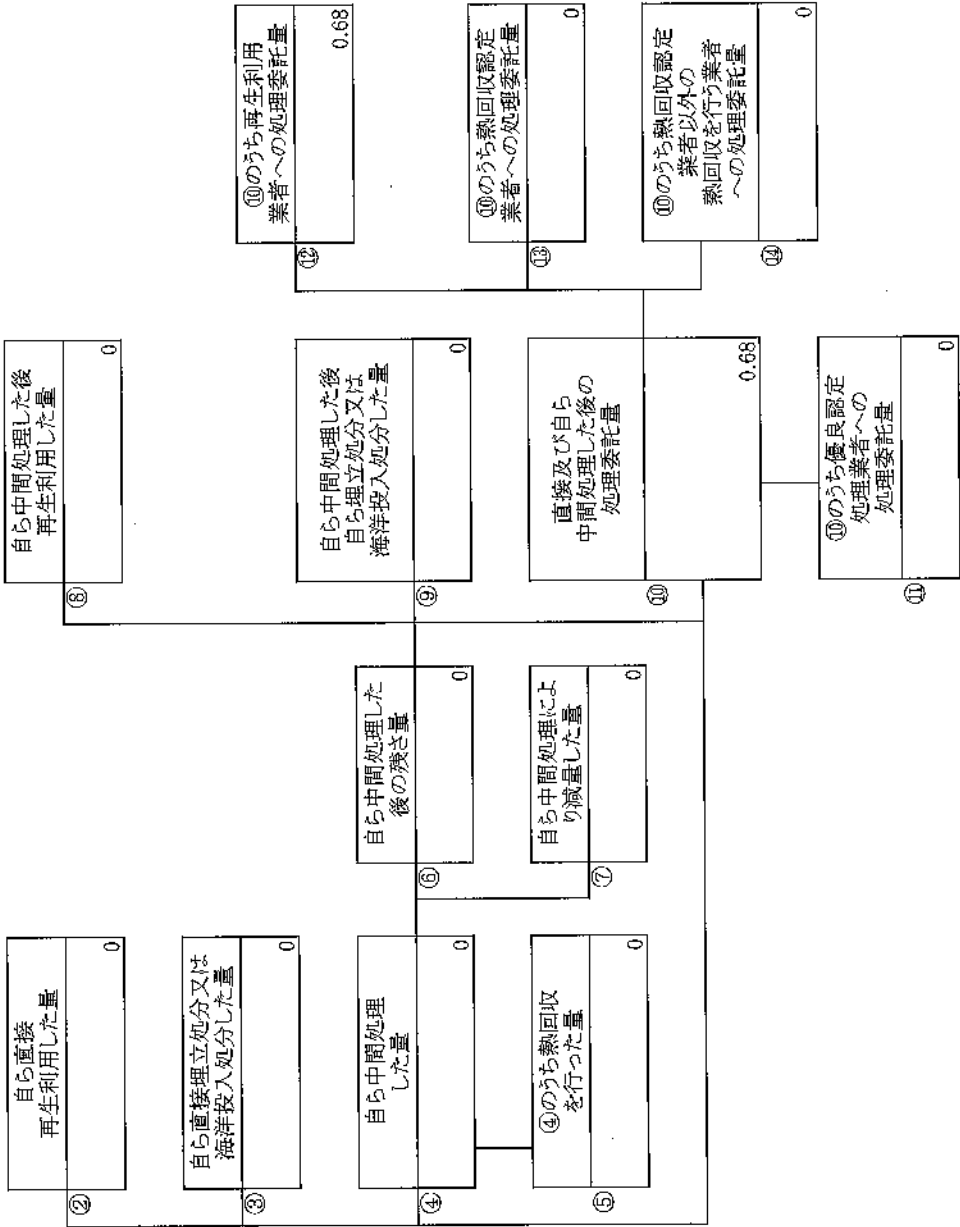 ②
自ら直接
再生利用した量
0
③
自ら直接埋立処分又は
海洋投入処分した量
0
④
自ら中間処理
した量
0
⑤
④のうち熱回収
を行った量
0
⑥
自ら中間処理した
後の残さ量
0
⑦
自ら中間処理によ
り減量した量
0
⑧
自ら中間処理した後
再生利用した量
0
⑨
自ら中間処理した後
自ら埋立処分又は
海洋投入処分した量
0
⑩
直接及び自ら
中間処理した後の
処理委託量
0.68
⑪
⑩のうち優良認定
処理業者への
処理委託量
0
⑫
⑩のうち再生利用
業者への処理委託量
0.68
⑬
⑩のうち熱回収認定
業者への処理委託量
0
⑭
⑩のうち熱回収認定
業者以外の
熱回収を行う業者
への処理委託量
0